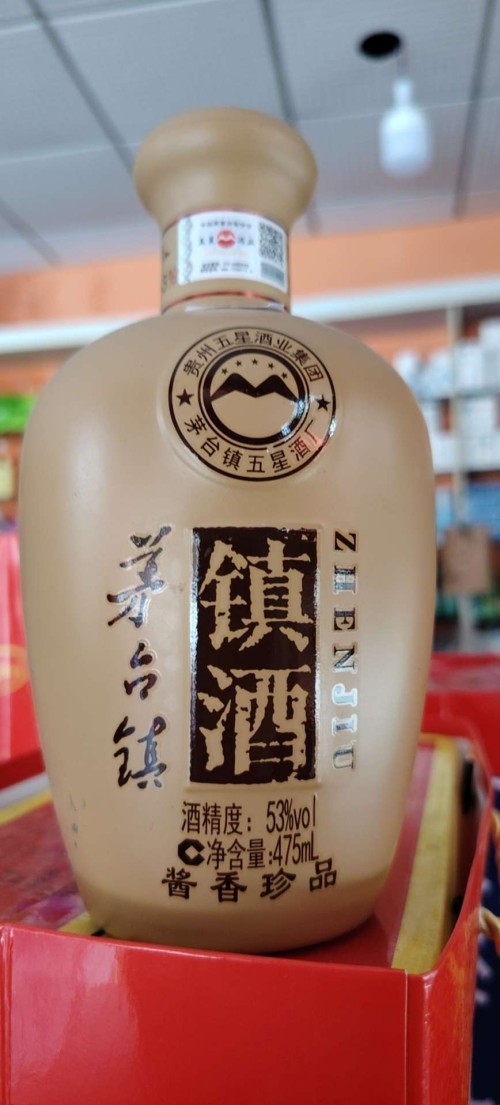 贵州五星酒业集团
茅台镇五星酒厂
茅台镇
镇酒
ZHENJIU
酒精度：53%vol
净含量:475mL
酱香珍品